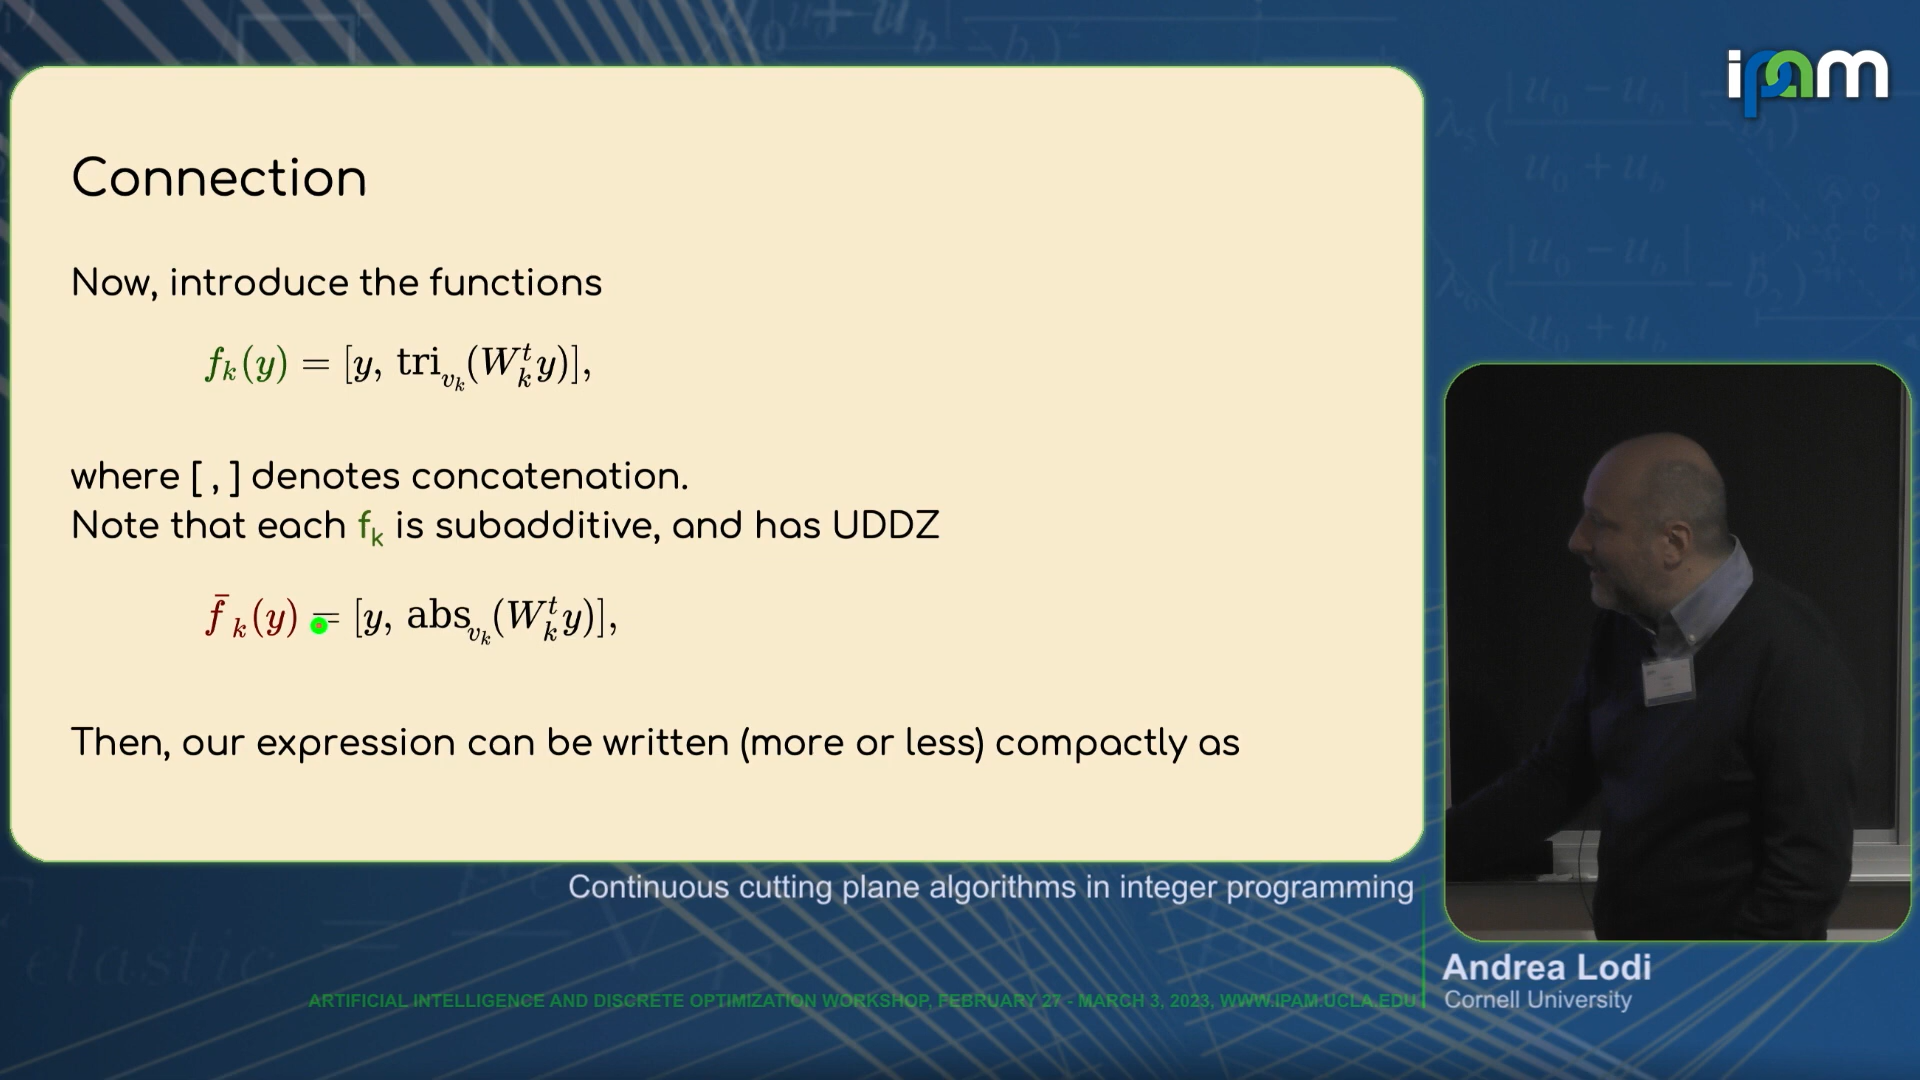 ipam
Connection
Now, introduce the functions
f_k(y) = [y, tri_{v_k}(W_k^t y)],
where [ , ] denotes concatenation.
Note that each f_k is subadditive, and has UDDZ
f̄_k(y) = [y, abs_{v_k}(W_k^t y)],
Then, our expression can be written (more or less) compactly as
Continuous cutting plane algorithms in integer programming
Andrea Lodi
Cornell University
ARTIFICIAL INTELLIGENCE AND DISCRETE OPTIMIZATION WORKSHOP, FEBRUARY 27 - MARCH 3, 2023, WWW.IPAM.UCLA.EDU
elastic